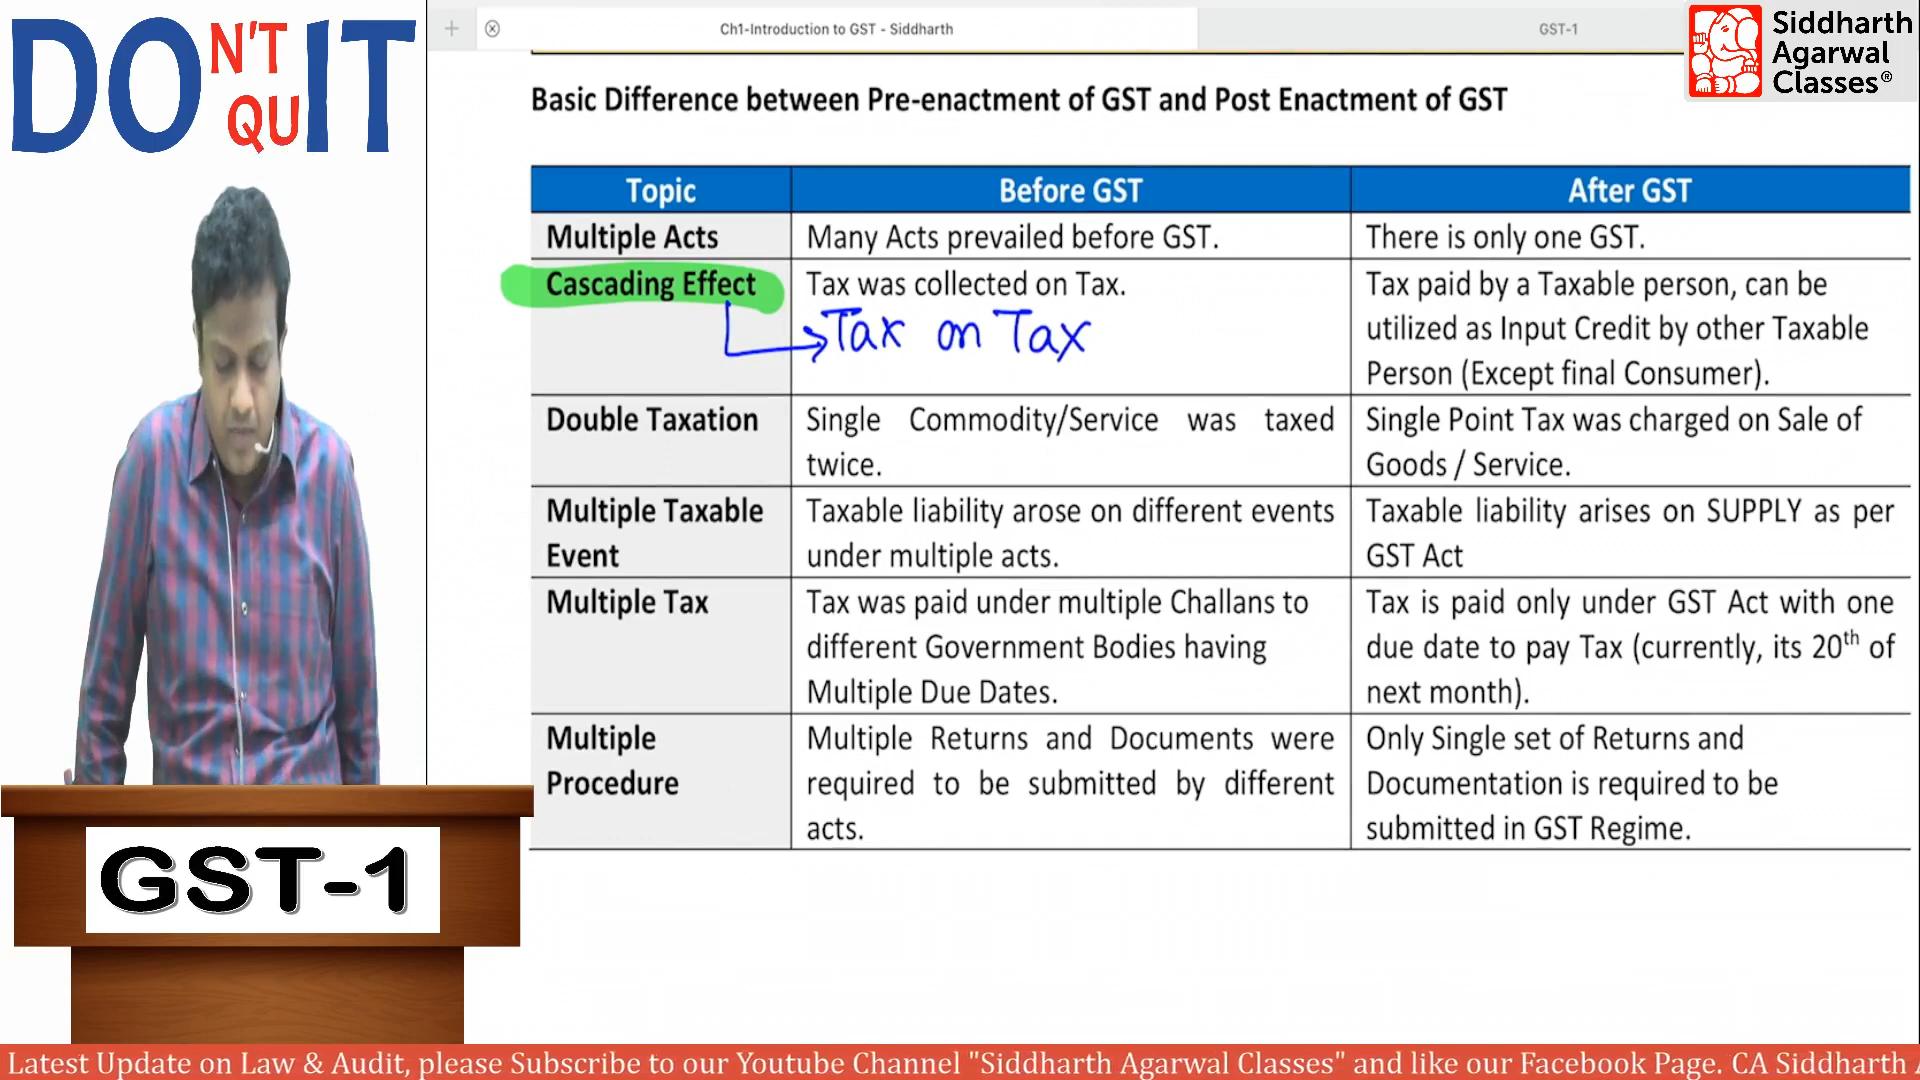 DON'T QUIT
Ch1-Introduction to GST - Siddharth
GST-1
Siddharth
Agarwal
Classes®
Basic Difference between Pre-enactment of GST and Post Enactment of GST
Topic
Before GST
After GST
Multiple Acts
Many Acts prevailed before GST.
There is only one GST.
Cascading Effect
Tax was collected on Tax.
Tax on Tax
Tax paid by a Taxable person, can be
utilized as Input Credit by other Taxable
Person (Except final Consumer).
Double Taxation
Single Commodity/Service was taxed
twice.
Single Point Tax was charged on Sale of
Goods / Service.
Multiple Taxable
Event
Taxable liability arose on different events
under multiple acts.
Taxable liability arises on SUPPLY as per
GST Act
Multiple Tax
Tax was paid under multiple Challans to
different Government Bodies having
Multiple Due Dates.
Tax is paid only under GST Act with one
due date to pay Tax (currently, its 20th of
next month).
Multiple
Procedure
Multiple Returns and Documents were
required to be submitted by different
acts.
Only Single set of Returns and
Documentation is required to be
submitted in GST Regime.
GST-1
Latest Update on Law & Audit, please Subscribe to our Youtube Channel "Siddharth Agarwal Classes" and like our Facebook Page. CA Siddharth